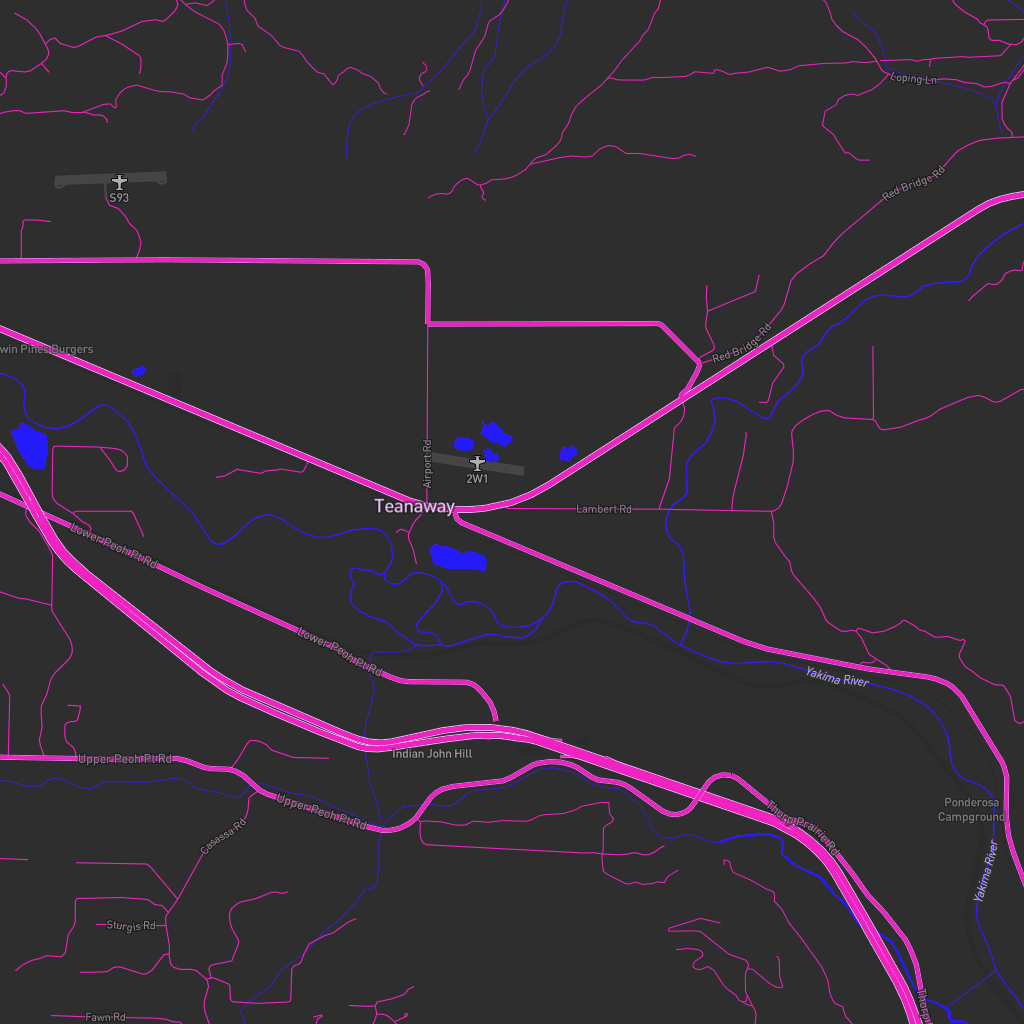 Loping Ln
S93
Red Bridge Rd
Red Bridge Rd
win Pines Burgers
Airport Rd
2W1
Teanaway
Lambert Rd
Lower Peoh Pt Rd
Lower Peoh Pt Rd
Yakima River
Indian John Hill
Upper Peoh Pt Rd
Upper Peoh Pt Rd
Thorp Prairie Rd
Ponderosa
Campground
Casassa Rd
Yakima River
Sturgis Rd
Thorp
Fawn Rd